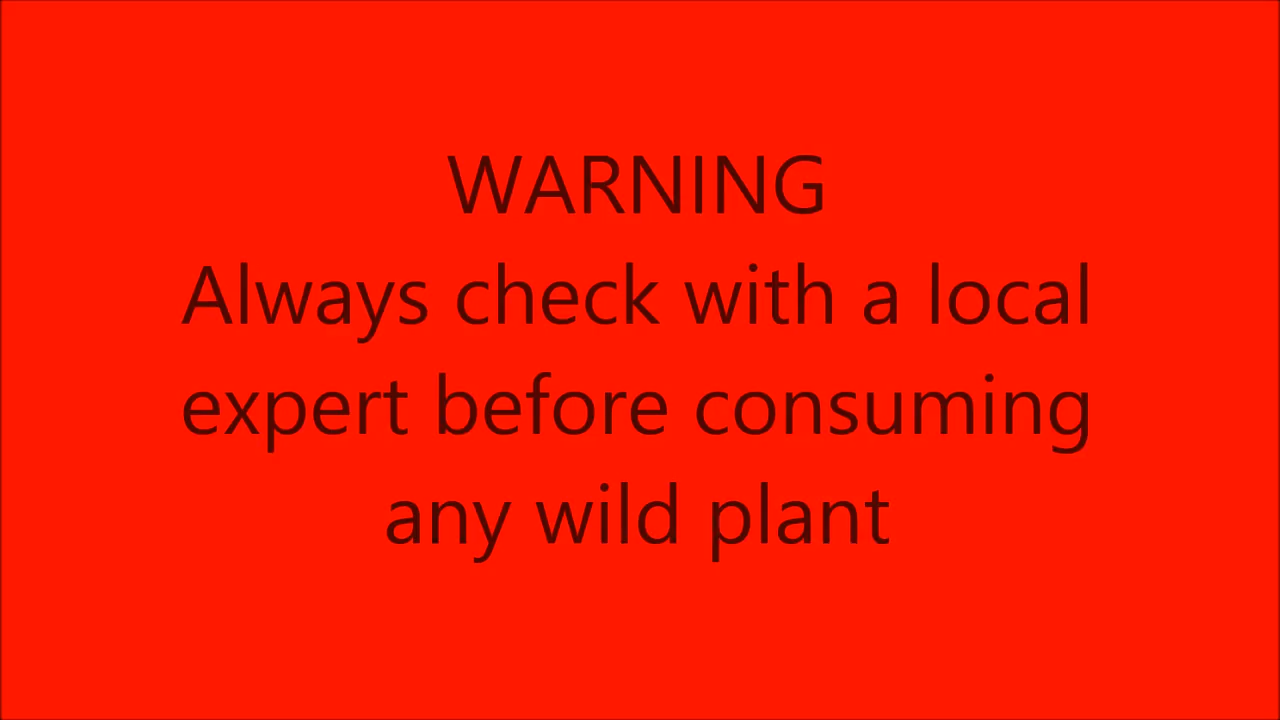 WARNING
Always check with a local
expert before consuming
any wild plant